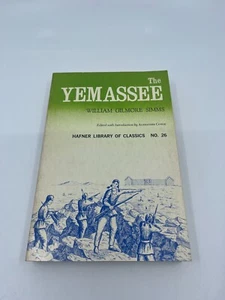 The
YEMASSEE
WILLIAM GILMORE SIMMS
HAFNER LIBRARY OF CLASSICS NO. 26